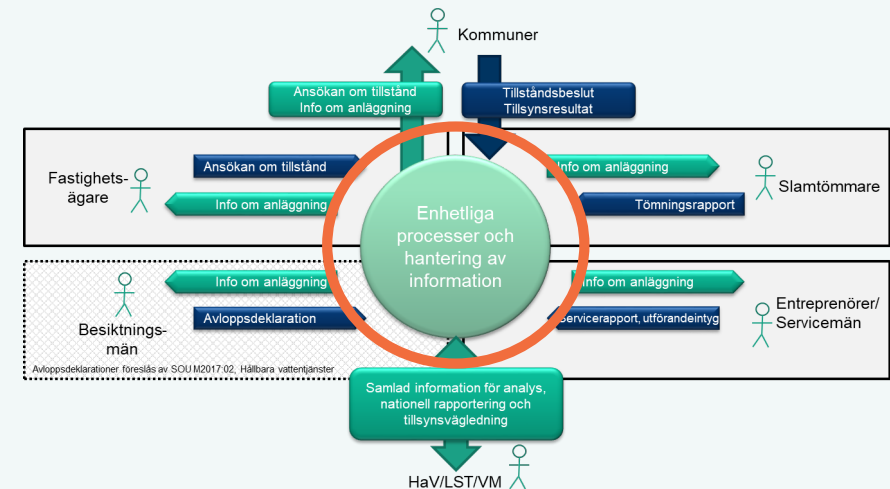 Kommuner
Ansökan om tillstånd
Info om anläggning
Tillståndsbeslut
Tillsynsresultat
Fastighets-
ägare
Ansökan om tillstånd
Info om anläggning
Enhetliga
processer och
hantering av
information
Info om anläggning
Tömningsrapport
Slamtömmare
Besiktnings-
män
Info om anläggning
Avloppsdeklaration
Avloppsdeklarationer föreslås av SOU M2017:02, Hållbara vattentjänster
Info om anläggning
Servicerapport, utförandeintyg
Entreprenörer/
Servicemän
Samlad information för analys,
nationell rapportering och
tillsynsvägledning
HaV/LST/VM